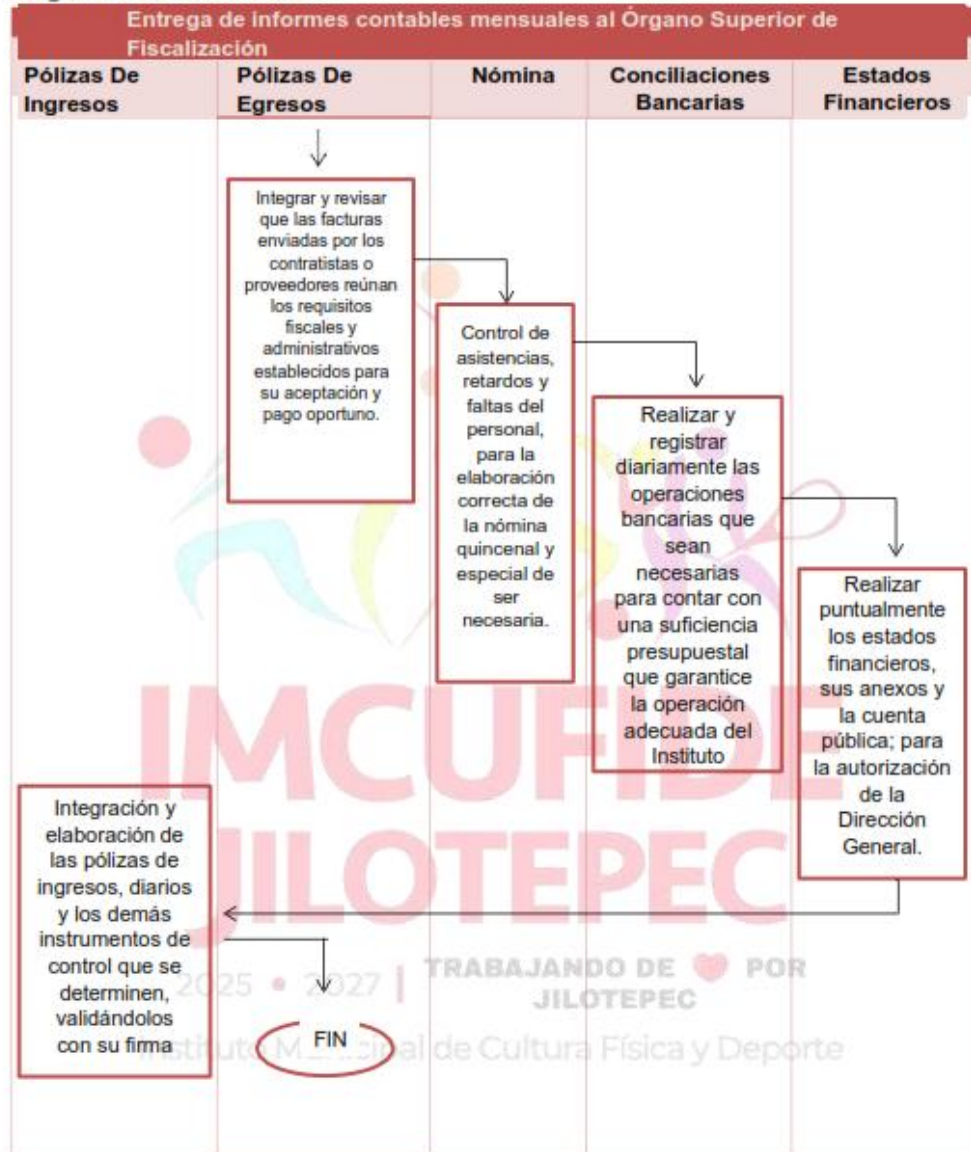 Entrega de informes contables mensuales al Órgano Superior de
Fiscalización
Pólizas De
Ingresos
Pólizas De
Egresos
Nómina
Conciliaciones
Bancarias
Estados
Financieros
Integrar y revisar
que las facturas
enviadas por los
contratistas o
proveedores reúnan
los requisitos
fiscales y
administrativos
establecidos para
su aceptación y
pago oportuno.
Control de
asistencias,
retardos y
faltas del
personal,
para la
elaboración
correcta de
la nómina
quincenal y
especial de
ser
necesaria.
Realizar y
registrar
diariamente las
operaciones
bancarias que
sean
necesarias
para contar con
una suficiencia
presupuestal
que garantice
la operación
adecuada del
Instituto
Realizar
puntualmente
los estados
financieros,
sus anexos y
la cuenta
pública; para
la autorización
de la
Dirección
General.
Integración y
elaboración de
las pólizas de
ingresos, diarios
y los demás
instrumentos de
control que se
determinen,
validándolos
con su firma
FIN
IMCUFIDE
JILOTEPEC
2025 • 2027 |
TRABAJANDO DE ❤ POR
JILOTEPEC
de Cultura Física y Deporte